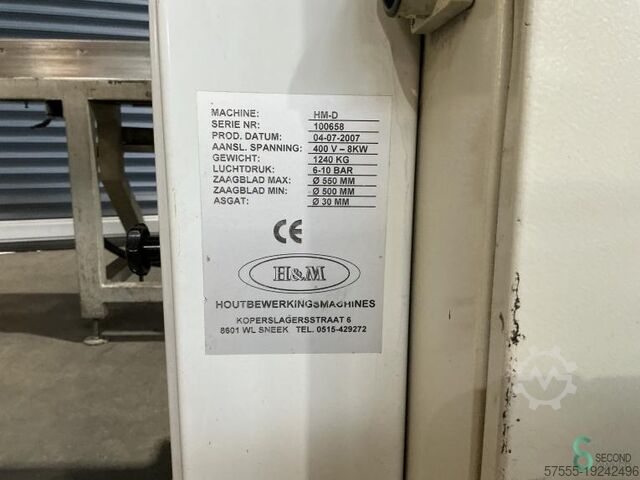 MACHINE: HM-D
SERIE NR: 100658
PROD. DATUM: 04-07-2007
AANSL. SPANNING: 400 V – 8KW
GEWICHT: 1240 KG
LUCHTDRUK: 6-10 BAR
ZAAGBLAD MAX: Ø 550 MM
ZAAGBLAD MIN: Ø 500 MM
ASGAT: Ø 30 MM
CE
H&M
HOUTBEWERKINGSMACHINES
KOPERSLAGERSSTRAAT 6
8601 WL SNEEK TEL. 0515-429272
SECOND
57555-19242496